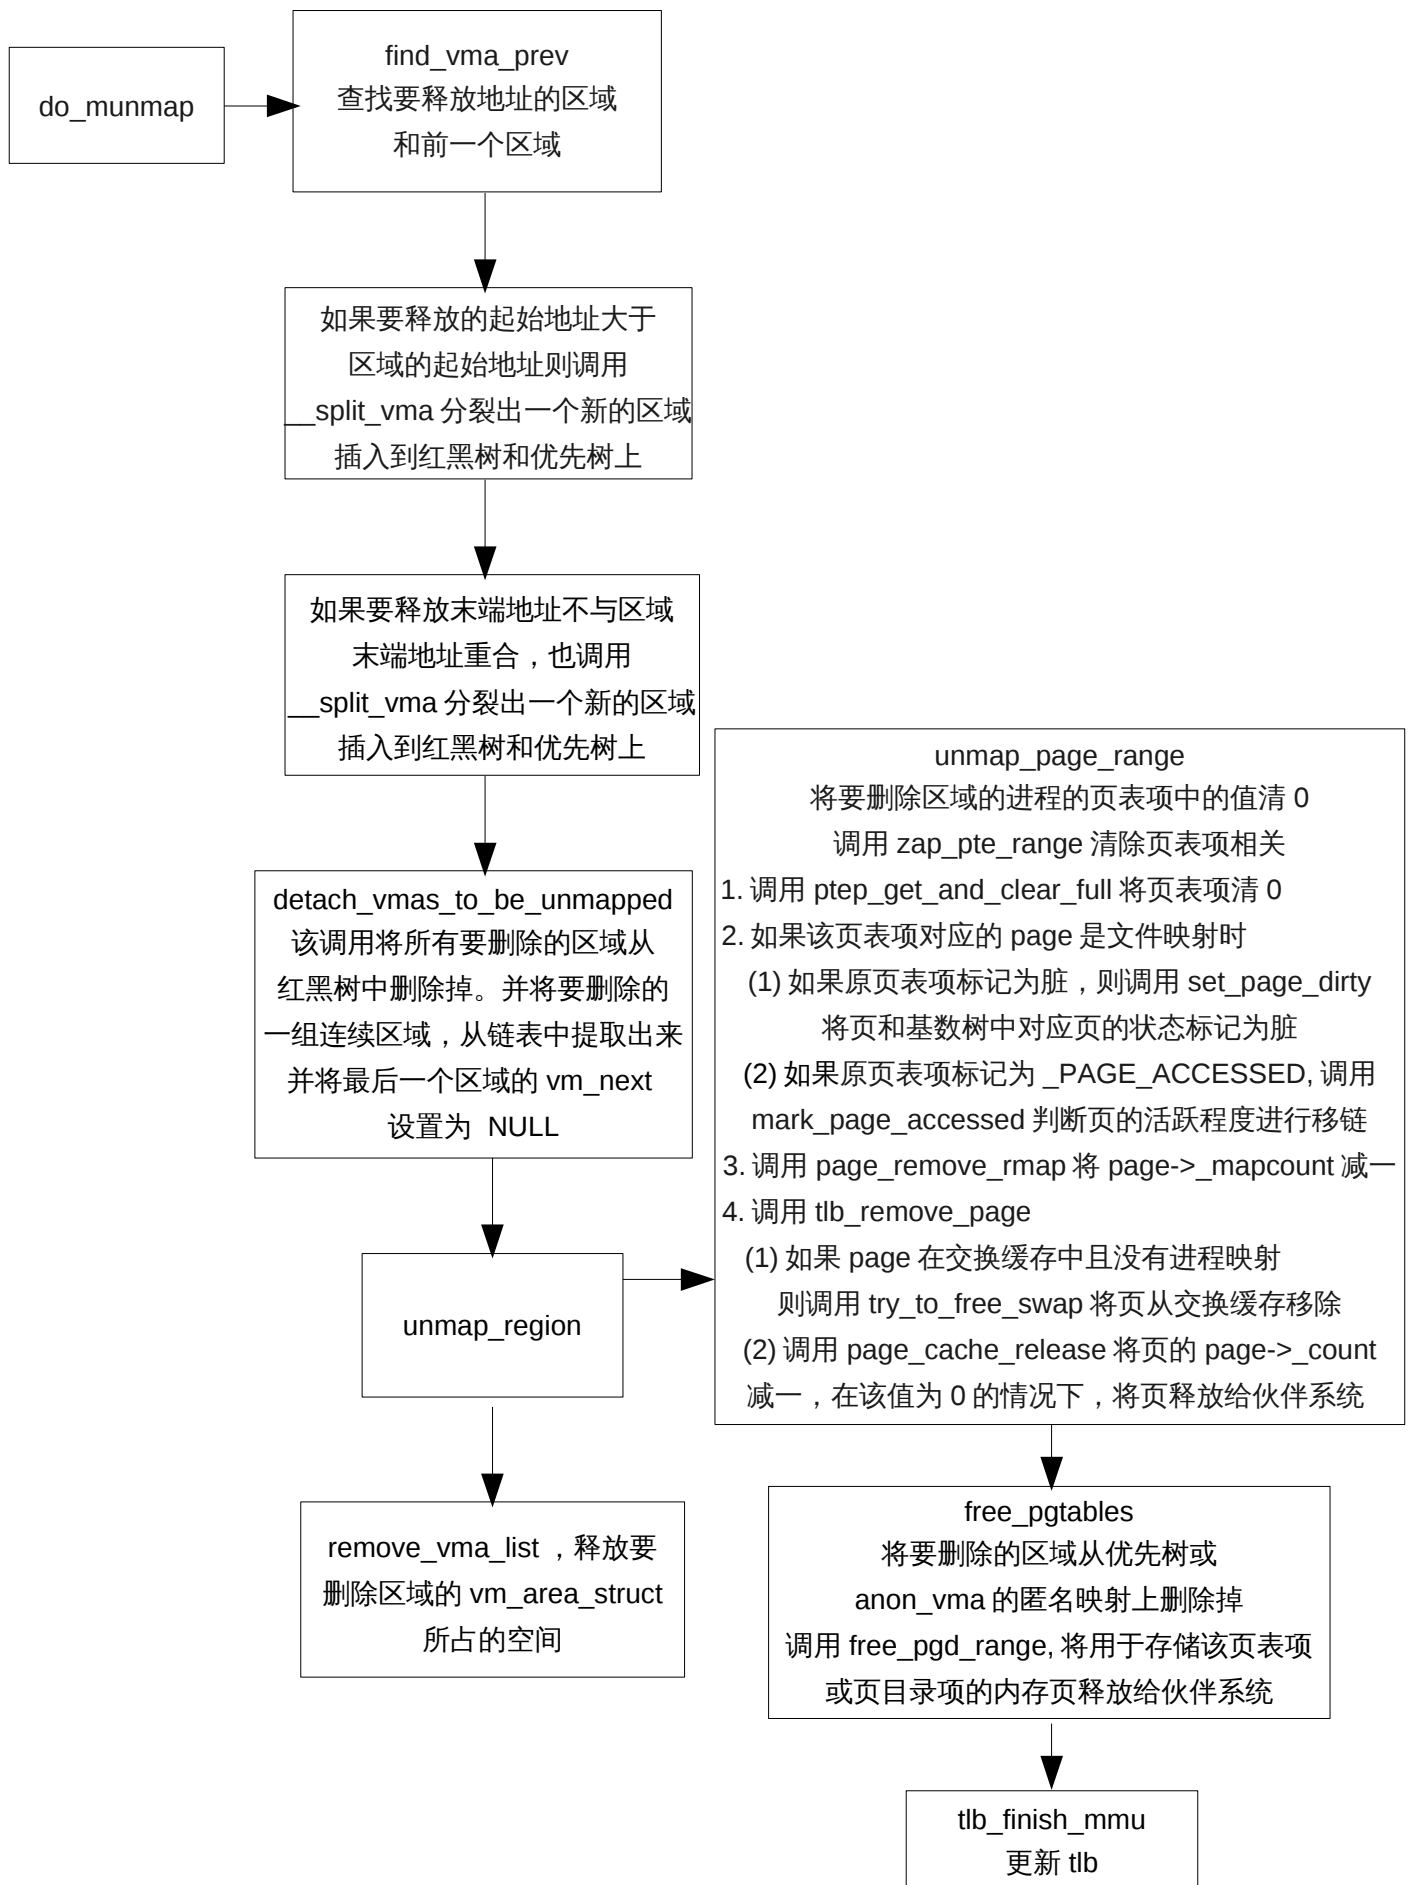 do_munmap
find_vma_prev
查找要释放地址的区域
和前一个区域
如果要释放的起始地址大于
区域的起始地址则调用
__split_vma 分裂出一个新的区域
插入到红黑树和优先树上
如果要释放末端地址不与区域
末端地址重合，也调用
__split_vma 分裂出一个新的区域
插入到红黑树和优先树上
detach_vmas_to_be_unmapped
该调用将所有要删除的区域从
红黑树中删除掉。并将要删除的
一组连续区域，从链表中提取出来
并将最后一个区域的 vm_next
设置为 NULL
unmap_region
remove_vma_list ，释放要
删除区域的 vm_area_struct
所占的空间
unmap_page_range
将要删除区域的进程的页表项中的值清 0
调用 zap_pte_range 清除页表项相关
1. 调用 ptep_get_and_clear_full 将页表项清 0
2. 如果该页表项对应的 page 是文件映射时
(1) 如果原页表项标记为脏，则调用 set_page_dirty
将页和基数树中对应页的状态标记为脏
(2) 如果原页表项标记为 _PAGE_ACCESSED, 调用
mark_page_accessed 判断页的活跃程度进行移链
3. 调用 page_remove_rmap 将 page->_mapcount 减一
4. 调用 tlb_remove_page
(1) 如果 page 在交换缓存中且没有进程映射
则调用 try_to_free_swap 将页从交换缓存移除
(2) 调用 page_cache_release 将页的 page->_count
减一，在该值为 0 的情况下，将页释放给伙伴系统
free_pgtables
将要删除的区域从优先树或
anon_vma 的匿名映射上删除掉
调用 free_pgd_range, 将用于存储该页表项
或页目录项的内存页释放给伙伴系统
tlb_finish_mmu
更新 tlb